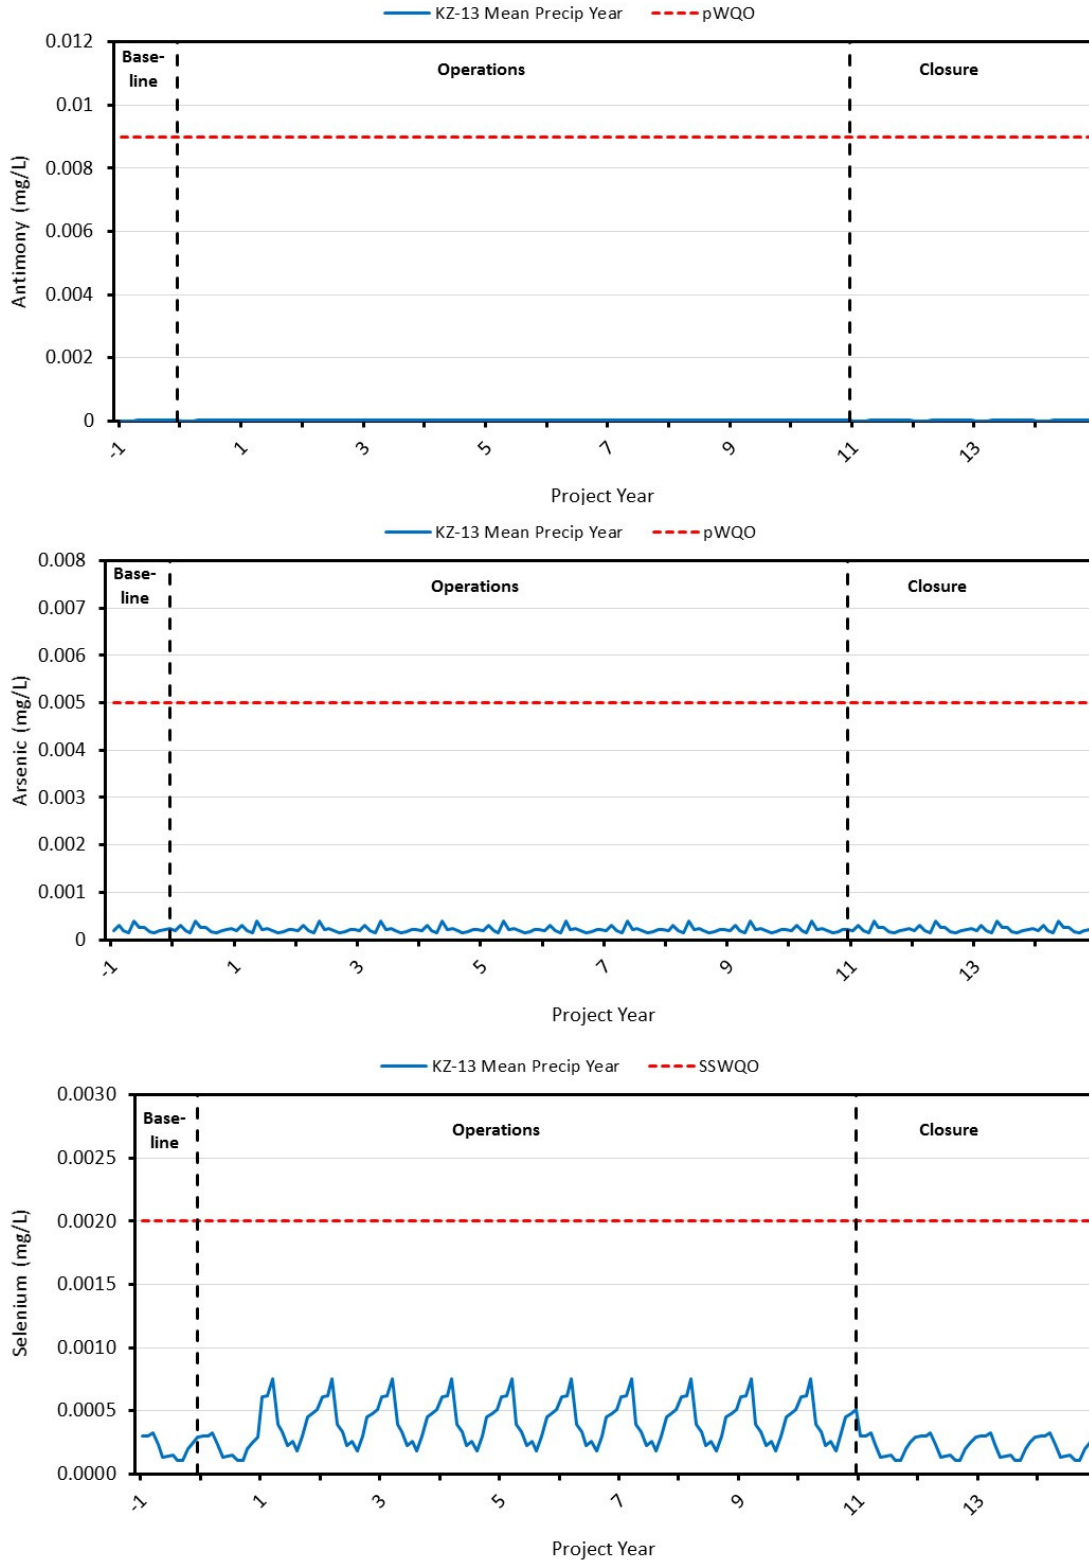 KZ-13 Mean Precip Year pWQO
0.012
Base-
line
Operations
Closure
0.01
0.008
0.006
0.004
0.002
0
Antimony (mg/L)
-1 1 3 5 7 9 11 13
Project Year
KZ-13 Mean Precip Year pWQO
0.008
Base-
line
Operations
Closure
0.007
0.006
0.005
0.004
0.003
0.002
0.001
0
Arsenic (mg/L)
-1 1 3 5 7 9 11 13
Project Year
KZ-13 Mean Precip Year SSWQO
0.0030
Base-
line
Operations
Closure
0.0025
0.0020
0.0015
0.0010
0.0005
0.0000
Selenium (mg/L)
-1 1 3 5 7 9 11 13
Project Year